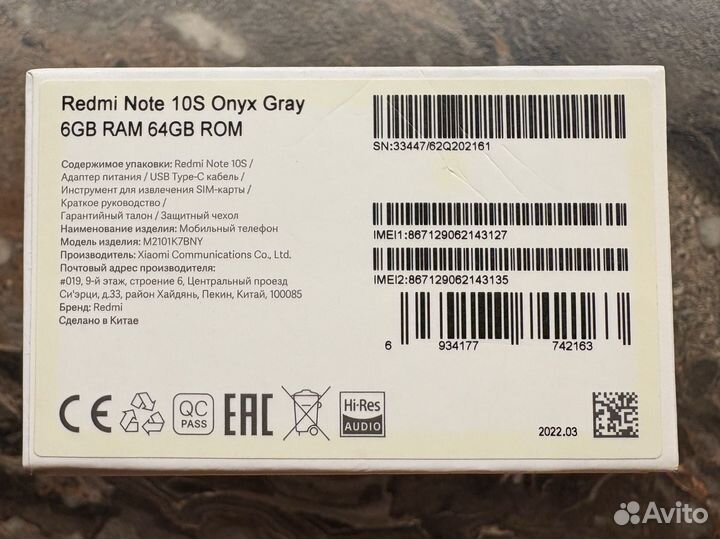 Redmi Note 10S Onyx Gray
6GB RAM 64GB ROM
Содержимое упаковки: Redmi Note 10S /
Адаптер питания / USB Type-C кабель /
Инструмент для извлечения SIM-карты /
Краткое руководство /
Гарантийный талон / Защитный чехол
Наименование изделия: Мобильный телефон
Модель изделия: M2101K7BNY
Производитель: Xiaomi Communications Co., Ltd.
Почтовый адрес производителя:
#019, 9-й этаж, строение 6, Центральный проезд
Си'эрци, д.33, район Хайдянь, Пекин, Китай, 100085
Бренд: Redmi
Сделано в Китае
SN:33447/62Q202161
IMEI1:867129062143127
IMEI2:867129062143135
6 934177 742163
CE
QC
PASS
EAC
Hi-Res
AUDIO
2022.03
Avito